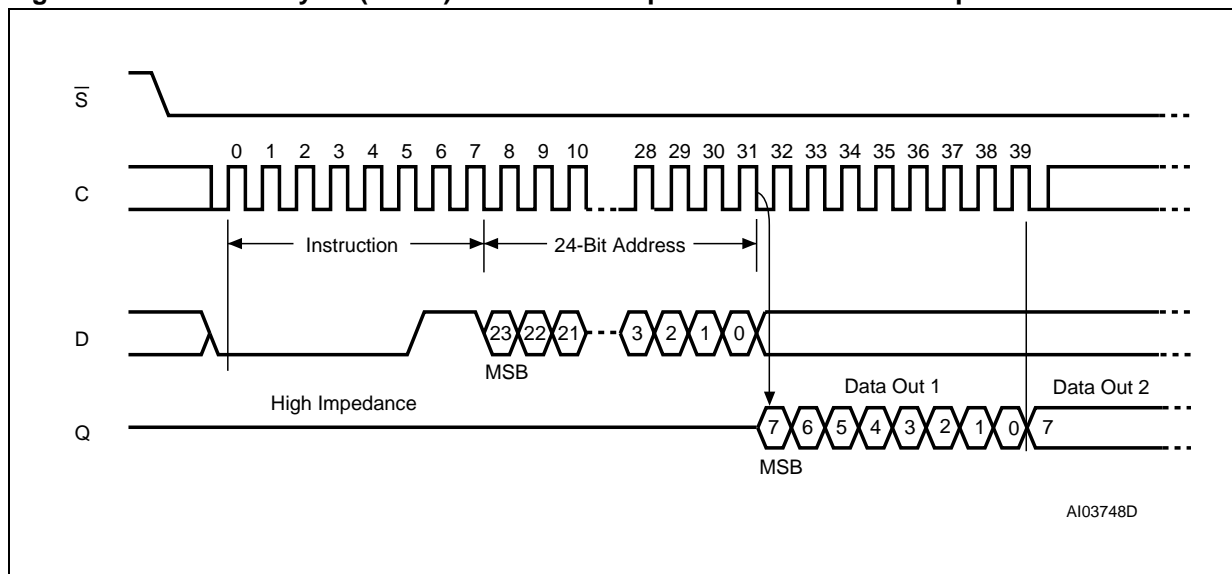 S
C
0 1 2 3 4 5 6 7 8 9 10 28 29 30 31 32 33 34 35 36 37 38 39
Instruction 24-Bit Address
D
23 22 21 3 2 1 0
MSB
High Impedance Data Out 1 Data Out 2
Q
7 6 5 4 3 2 1 0 7
MSB
AI03748D